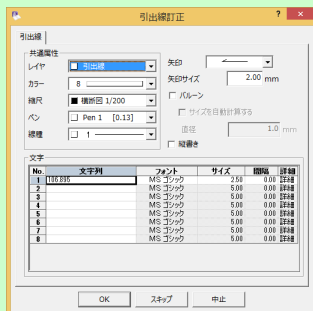 引出線訂正
? ×
引出線
共通属性
レイヤ 引出線
カラー 8
縮尺 横断図 1/200
ペン Pen 1 [0.13]
線種 1
矢印
矢印サイズ 2.00 mm
バルーン
サイズを自動計算する
直径 1.0 mm
縦書き
文字
No. 文字列 フォント サイズ 間隔 詳細
1 106.895 MS ゴシック 2.50 0.00 詳細
2 MS ゴシック 5.00 0.00 詳細
3 MS ゴシック 5.00 0.00 詳細
4 MS ゴシック 5.00 0.00 詳細
5 MS ゴシック 5.00 0.00 詳細
6 MS ゴシック 5.00 0.00 詳細
7 MS ゴシック 5.00 0.00 詳細
8 MS ゴシック 5.00 0.00 詳細
OK スキップ 中止